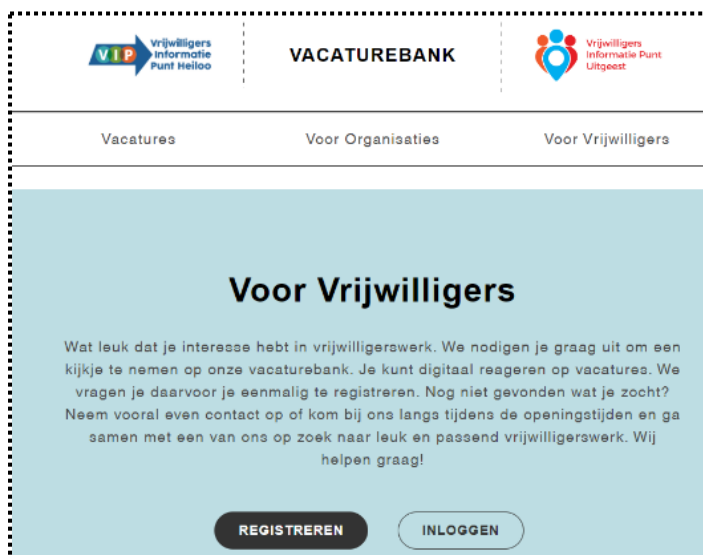 VIP
Vrijwilligers
Informatie
Punt Heiloo
VACATUREBANK
Vrijwilligers
Informatie Punt
Uitgeest
Vacatures
Voor Organisaties
Voor Vrijwilligers
Voor Vrijwilligers
Wat leuk dat je interesse hebt in vrijwilligerswerk. We nodigen je graag uit om een
kijkje te nemen op onze vacaturebank. Je kunt digitaal reageren op vacatures. We
vragen je daarvoor je eenmalig te registreren. Nog niet gevonden wat je zocht?
Neem vooral even contact op of kom bij ons langs tijdens de openingstijden en ga
samen met een van ons op zoek naar leuk en passend vrijwilligerswerk. Wij
helpen graag!
REGISTREREN
INLOGGEN